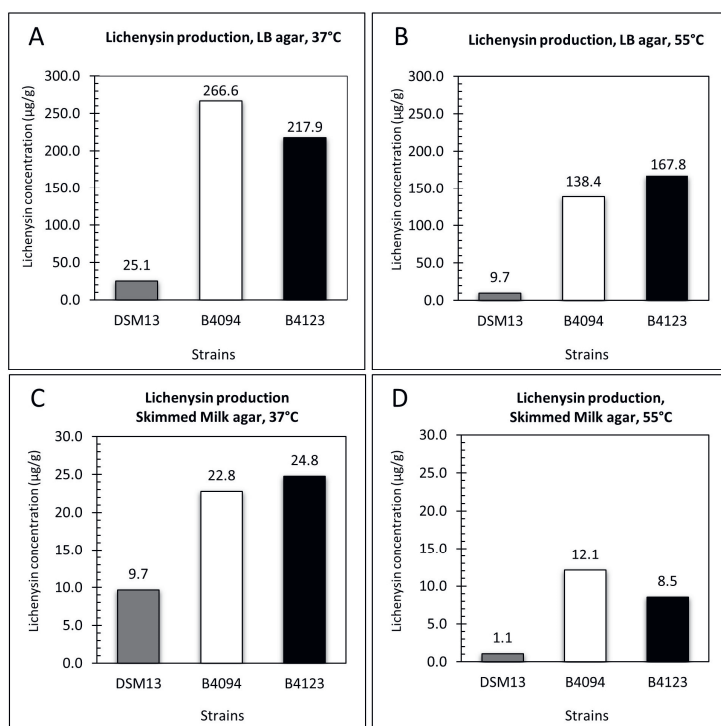 A
Lichenysin production, LB agar, 37°C
Lichenysin concentration (µg/g)
300.0
250.0
200.0
150.0
100.0
50.0
0.0
25.1
266.6
217.9
DSM13
B4094
B4123
Strains
B
Lichenysin production, LB agar, 55°C
Lichenysin concentration (µg/g)
300.0
250.0
200.0
150.0
100.0
50.0
0.0
9.7
138.4
167.8
DSM13
B4094
B4123
Strains
C
Lichenysin production
Skimmed Milk agar, 37°C
Lichenysin concentration (µg/g)
30.0
25.0
20.0
15.0
10.0
5.0
0.0
9.7
22.8
24.8
DSM13
B4094
B4123
Strains
D
Lichenysin production,
Skimmed Milk agar, 55°C
Lichenysin concentration (µg/g)
30.0
25.0
20.0
15.0
10.0
5.0
0.0
1.1
12.1
8.5
DSM13
B4094
B4123
Strains